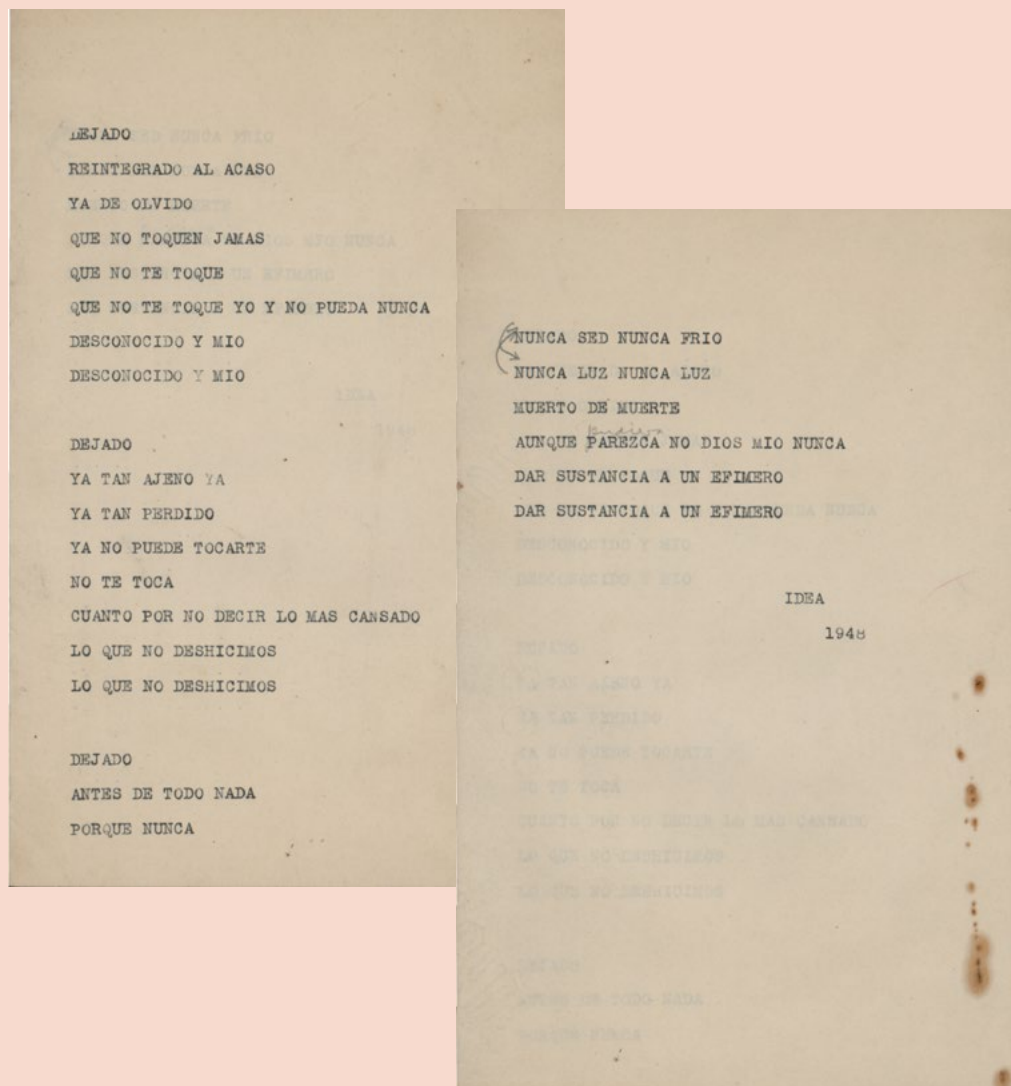 DEJADO
REINTEGRADO AL ACASO
YA DE OLVIDO
QUE NO TOQUEN JAMAS
QUE NO TE TOQUE
QUE NO TE TOQUE YO Y NO PUEDA NUNCA
DESCONOCIDO Y MIO
DESCONOCIDO Y MIO
DEJADO
YA TAN AJENO YA
YA TAN PERDIDO
YA NO PUEDE TOCARTE
NO TE TOCA
CUANTO POR NO DECIR LO MAS CANSADO
LO QUE NO DESHICIMOS
LO QUE NO DESHICIMOS
DEJADO
ANTES DE TODO NADA
PORQUE NUNCA
NUNCA SED NUNCA FRIO
NUNCA LUZ NUNCA LUZ
MUERTO DE MUERTE
pudiera
AUNQUE PAREZCA NO DIOS MIO NUNCA
DAR SUSTANCIA A UN EFIMERO
DAR SUSTANCIA A UN EFIMERO
IDEA
1948